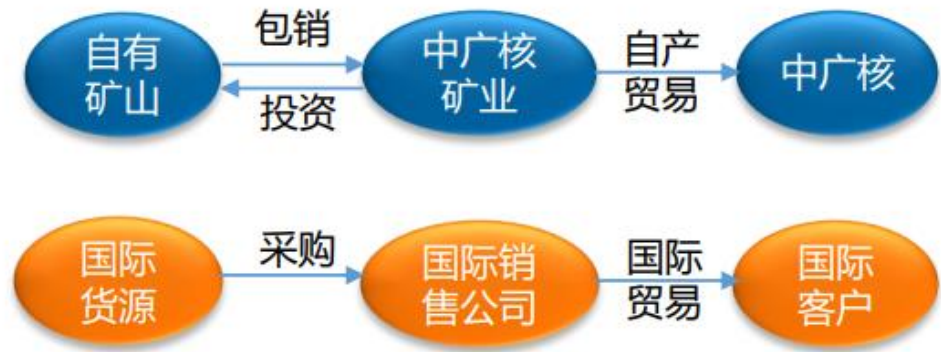 自有
矿山
包销
投资
中广核
矿业
自产
贸易
中广核
国际
货源
采购
国际销
售公司
国际
贸易
国际
客户